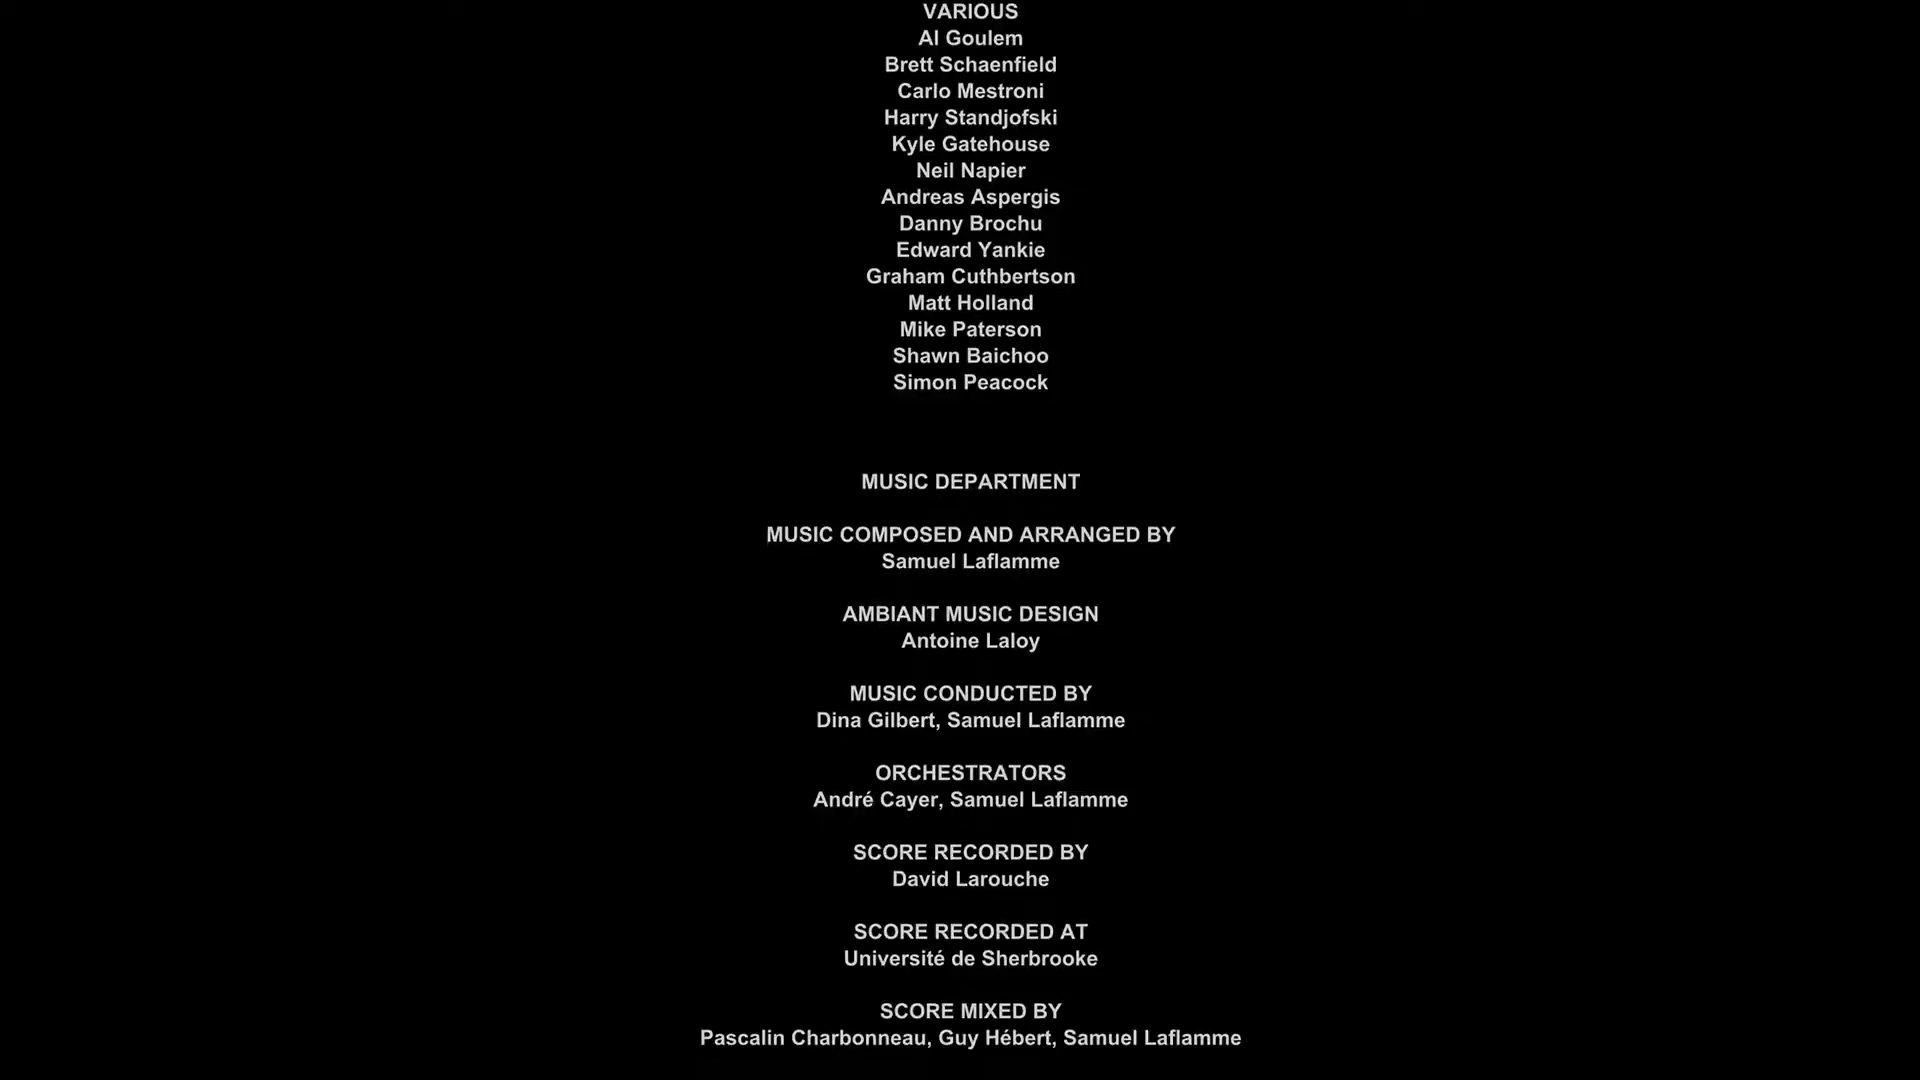 VARIOUS
Al Goulem
Brett Schaenfield
Carlo Mestroni
Harry Standjofski
Kyle Gatehouse
Neil Napier
Andreas Aspergis
Danny Brochu
Edward Yankie
Graham Cuthbertson
Matt Holland
Mike Paterson
Shawn Baichoo
Simon Peacock
MUSIC DEPARTMENT
MUSIC COMPOSED AND ARRANGED BY
Samuel Laflamme
AMBIANT MUSIC DESIGN
Antoine Laloy
MUSIC CONDUCTED BY
Dina Gilbert, Samuel Laflamme
ORCHESTRATORS
André Cayer, Samuel Laflamme
SCORE RECORDED BY
David Larouche
SCORE RECORDED AT
Université de Sherbrooke
SCORE MIXED BY
Pascalin Charbonneau, Guy Hébert, Samuel Laflamme